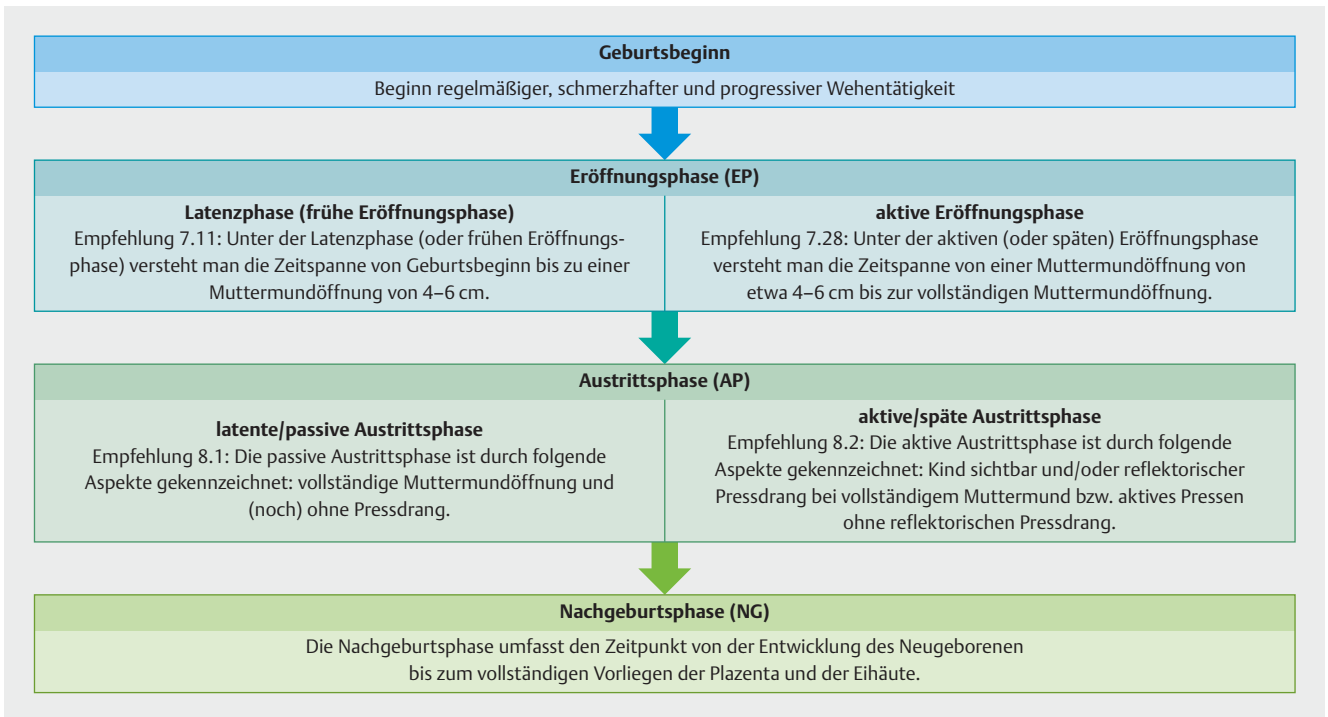 Geburtsbeginn
Beginn regelmäßiger, schmerzhafter und progressiver Wehentätigkeit
Eröffnungsphase (EP)
Latenzphase (frühe Eröffnungsphase)
Empfehlung 7.11: Unter der Latenzphase (oder frühen Eröffnungs-
phase) versteht man die Zeitspanne von Geburtsbeginn bis zu einer
Muttermundöffnung von 4–6 cm.
aktive Eröffnungsphase
Empfehlung 7.28: Unter der aktiven (oder späten) Eröffnungsphase
versteht man die Zeitspanne von einer Muttermundöffnung von
etwa 4–6 cm bis zur vollständigen Muttermundöffnung.
Austrittsphase (AP)
latente/passive Austrittsphase
Empfehlung 8.1: Die passive Austrittsphase ist durch folgende
Aspekte gekennzeichnet: vollständige Muttermundöffnung und
(noch) ohne Pressdrang.
aktive/späte Austrittsphase
Empfehlung 8.2: Die aktive Austrittsphase ist durch folgende
Aspekte gekennzeichnet: Kind sichtbar und/oder reflektorischer
Pressdrang bei vollständigem Muttermund bzw. aktives Pressen
ohne reflektorischen Pressdrang.
Nachgeburtsphase (NG)
Die Nachgeburtsphase umfasst den Zeitpunkt von der Entwicklung des Neugeborenen
bis zum vollständigen Vorliegen der Plazenta und der Eihäute.